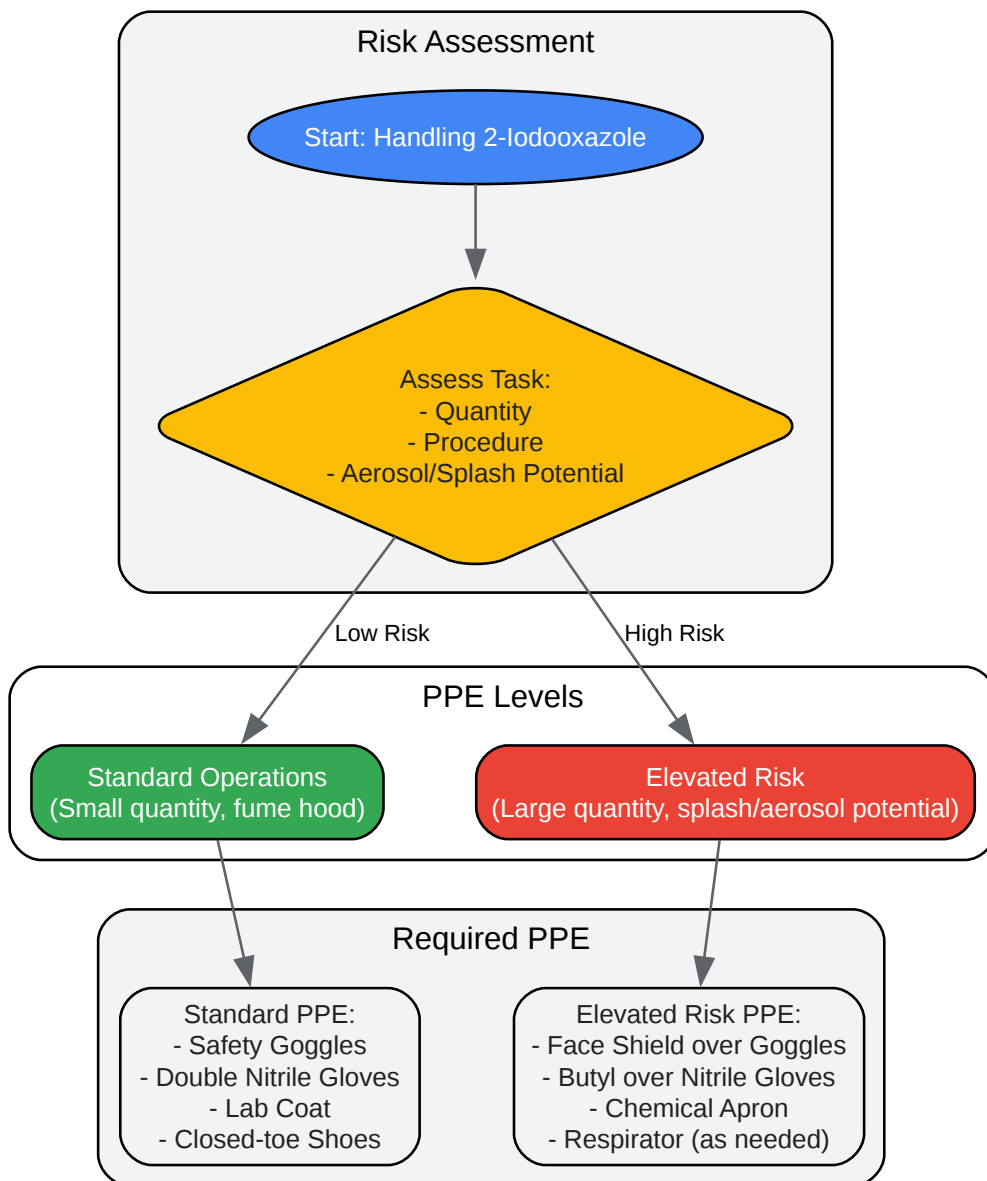 Risk Assessment
Start: Handling 2-Iodooxazole
Assess Task:
- Quantity
- Procedure
- Aerosol/Splash Potential
Low Risk
High Risk
PPE Levels
Standard Operations
(Small quantity, fume hood)
Elevated Risk
(Large quantity, splash/aerosol potential)
Required PPE
Standard PPE:
- Safety Goggles
- Double Nitrile Gloves
- Lab Coat
- Closed-toe Shoes
Elevated Risk PPE:
- Face Shield over Goggles
- Butyl over Nitrile Gloves
- Chemical Apron
- Respirator (as needed)